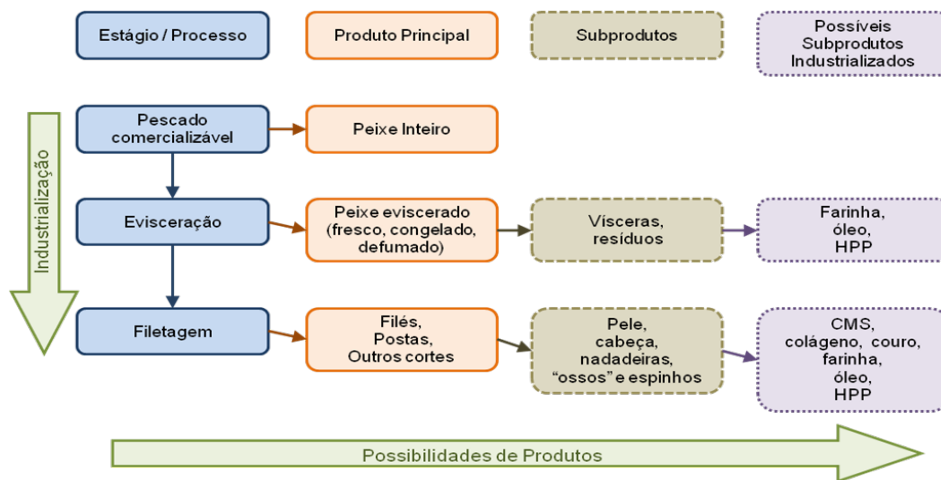 Estágio / Processo
Produto Principal
Subprodutos
Possíveis
Subprodutos
Industrializados
Industrialização
Pescado
comercializável
Peixe Inteiro
Evisceração
Peixe eviscerado
(fresco, congelado,
defumado)
Vísceras,
resíduos
Farinha,
óleo,
HPP
Filetagem
Filés,
Postas,
Outros cortes
Pele,
cabeça,
nadadeiras,
“ossos” e espinhos
CMS,
colágeno, couro,
farinha,
óleo,
HPP
Possibilidades de Produtos